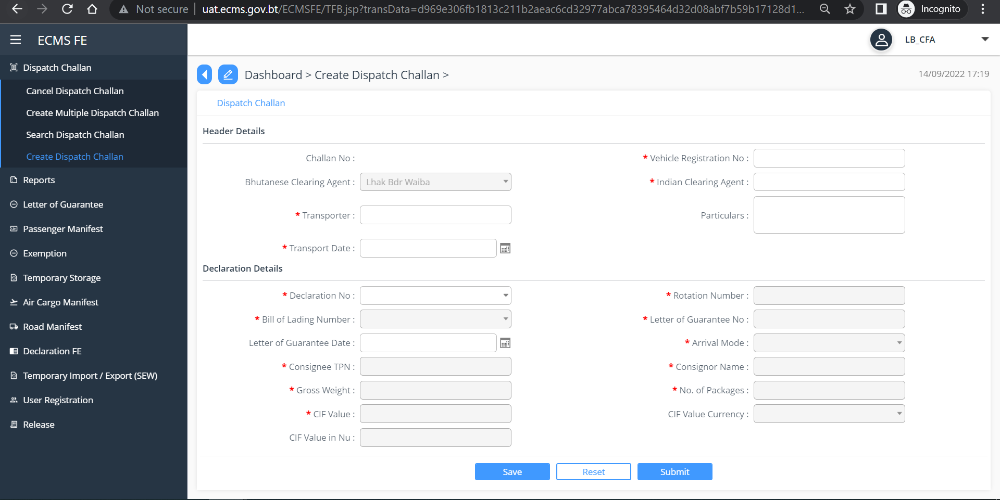 Not secure | uat.ecms.gov.bt/ECMSFE/TFB.jsp?transData=d969e306fb1813c211b2aeac6cd32977abca78395464d32d08abf7b59b17128d1...
Incognito
ECMS FE
LB_CFA
Dispatch Challan
Cancel Dispatch Challan
Create Multiple Dispatch Challan
Search Dispatch Challan
Create Dispatch Challan
Reports
Letter of Guarantee
Passenger Manifest
Exemption
Temporary Storage
Air Cargo Manifest
Road Manifest
Declaration FE
Temporary Import / Export (SEW)
User Registration
Release
Dashboard > Create Dispatch Challan >
14/09/2022 17:19
Dispatch Challan
Header Details
Challan No :
* Vehicle Registration No :
Bhutanese Clearing Agent : Lhak Bdr Waiba
* Indian Clearing Agent :
* Transporter :
Particulars :
* Transport Date :
Declaration Details
* Declaration No :
* Rotation Number :
* Bill of Lading Number :
* Letter of Guarantee No :
Letter of Guarantee Date :
* Arrival Mode :
* Consignee TPN :
* Consignor Name :
* Gross Weight :
* No. of Packages :
* CIF Value :
CIF Value Currency :
CIF Value in Nu :
Save
Reset
Submit